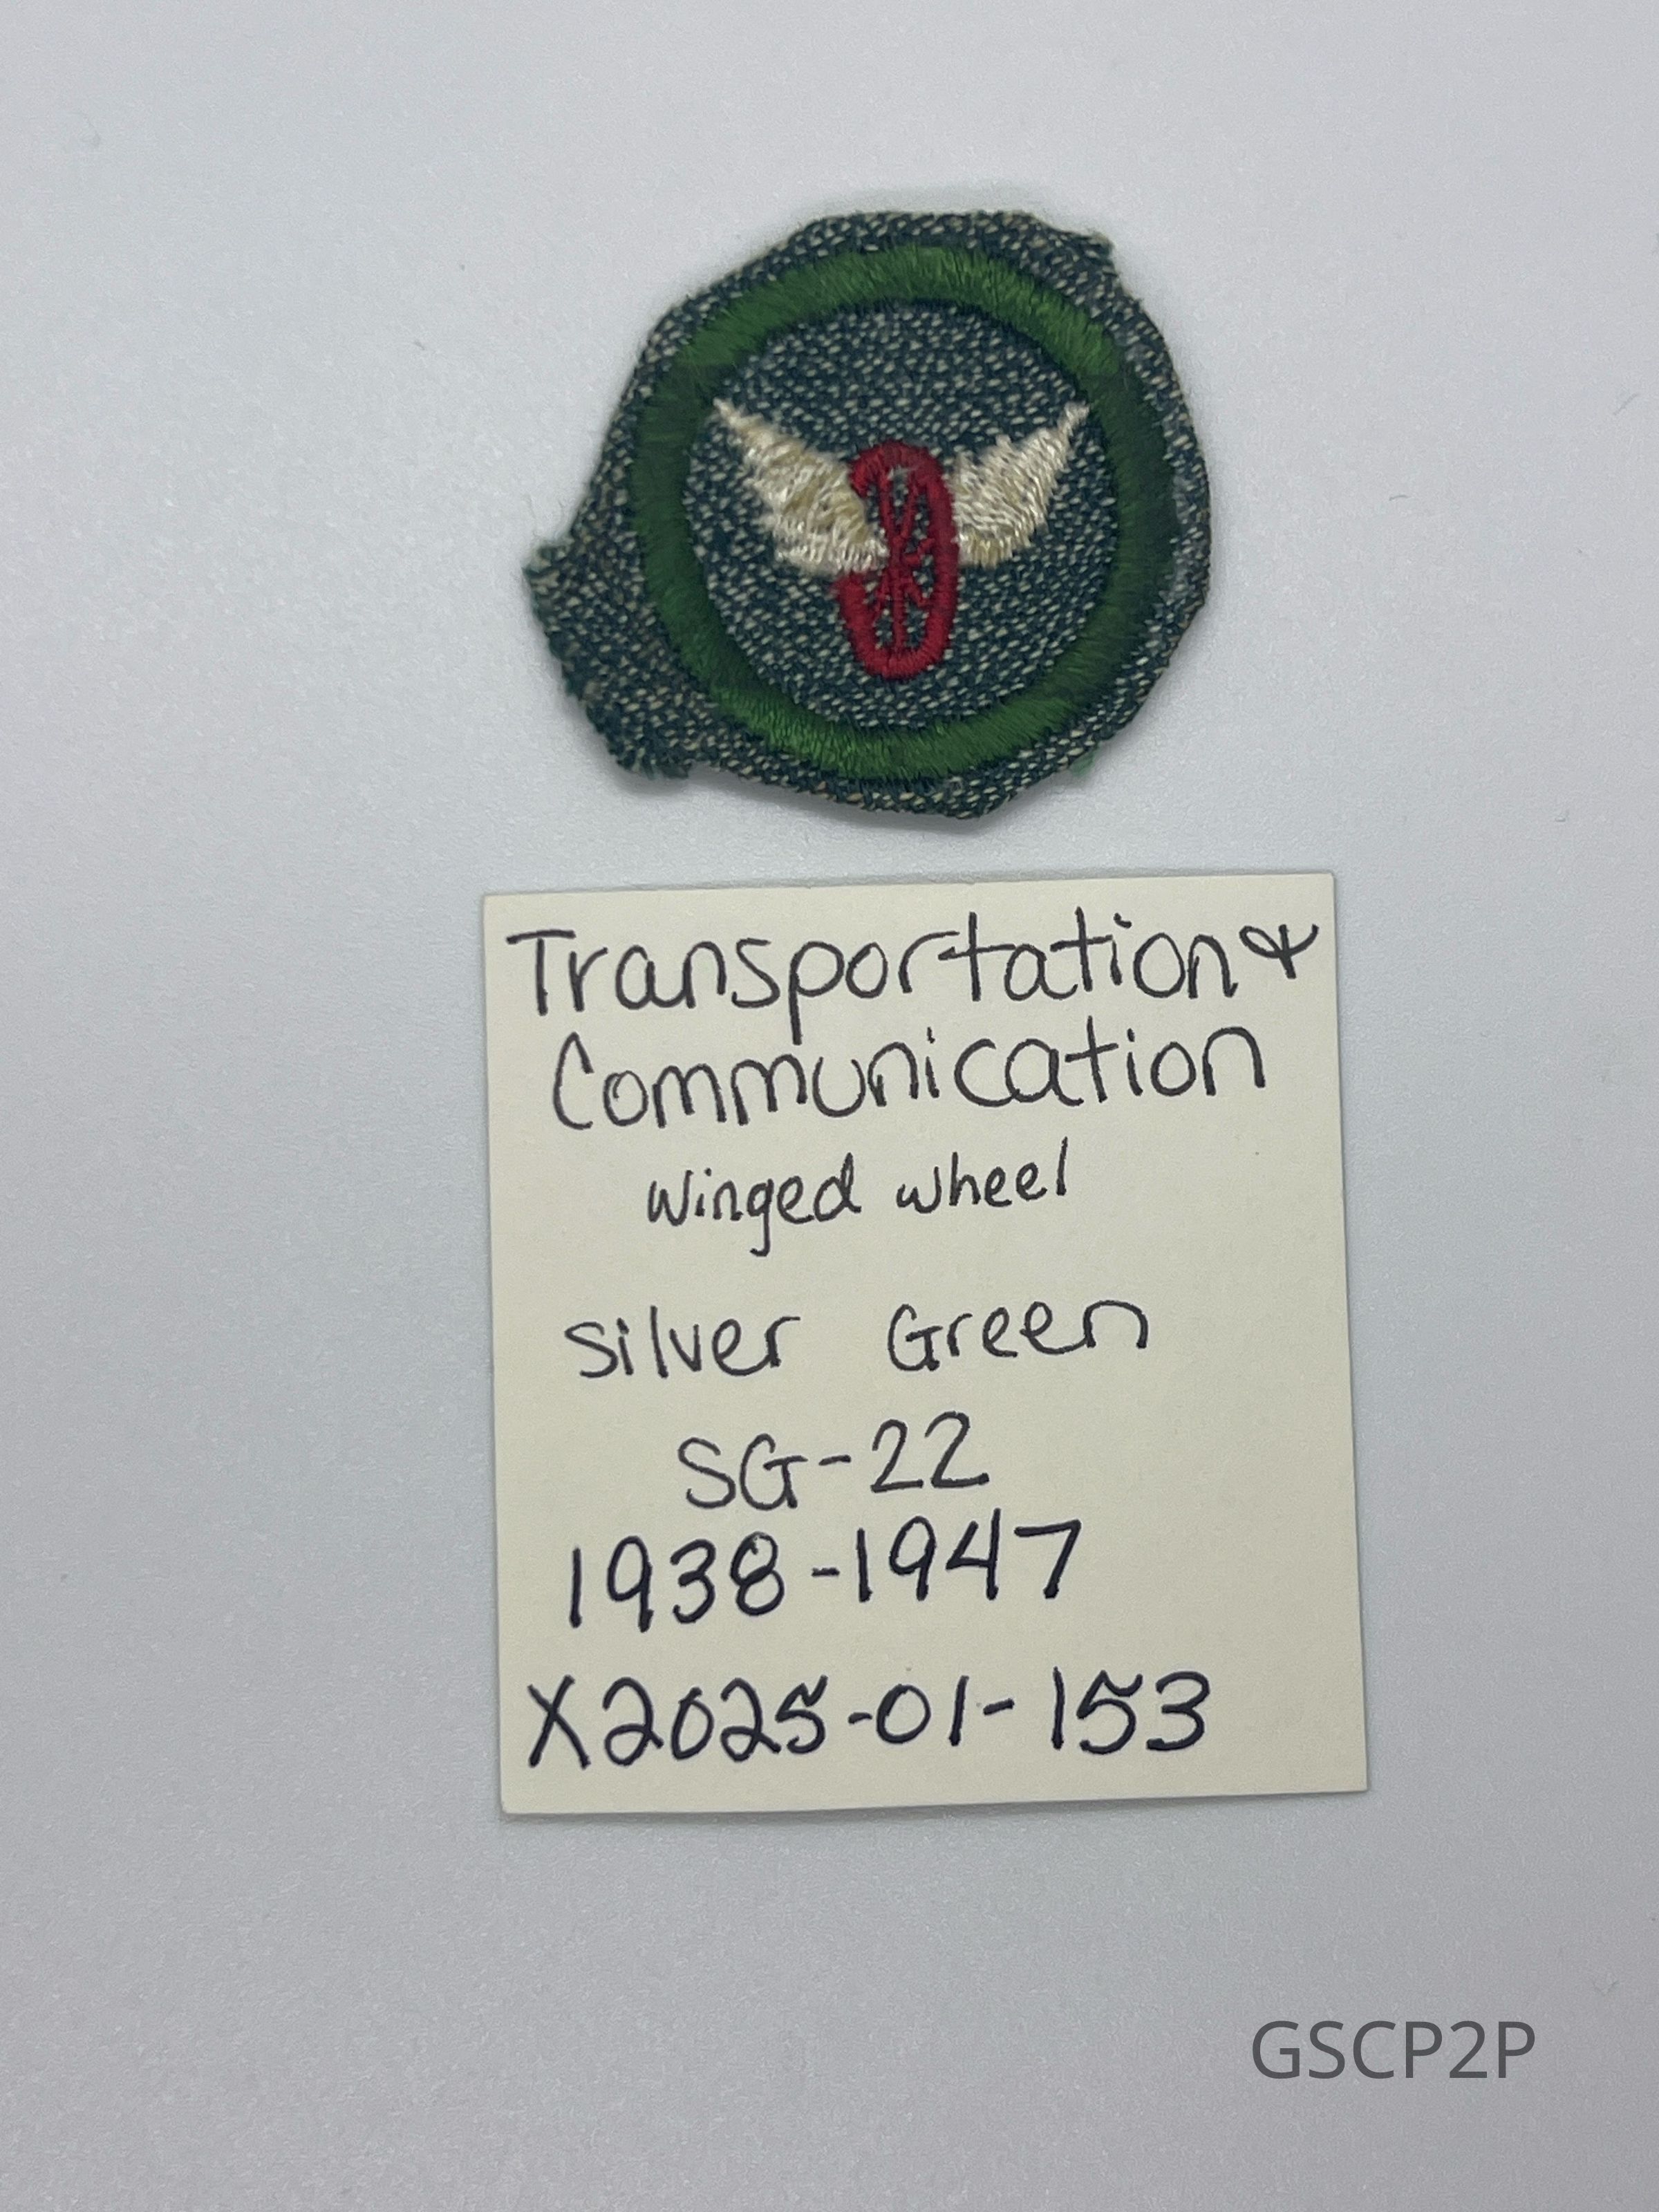 Transportation &
Communication
Winged wheel
Silver Green
SG-22
1938-1947
X2025-01-153
GSCP2P